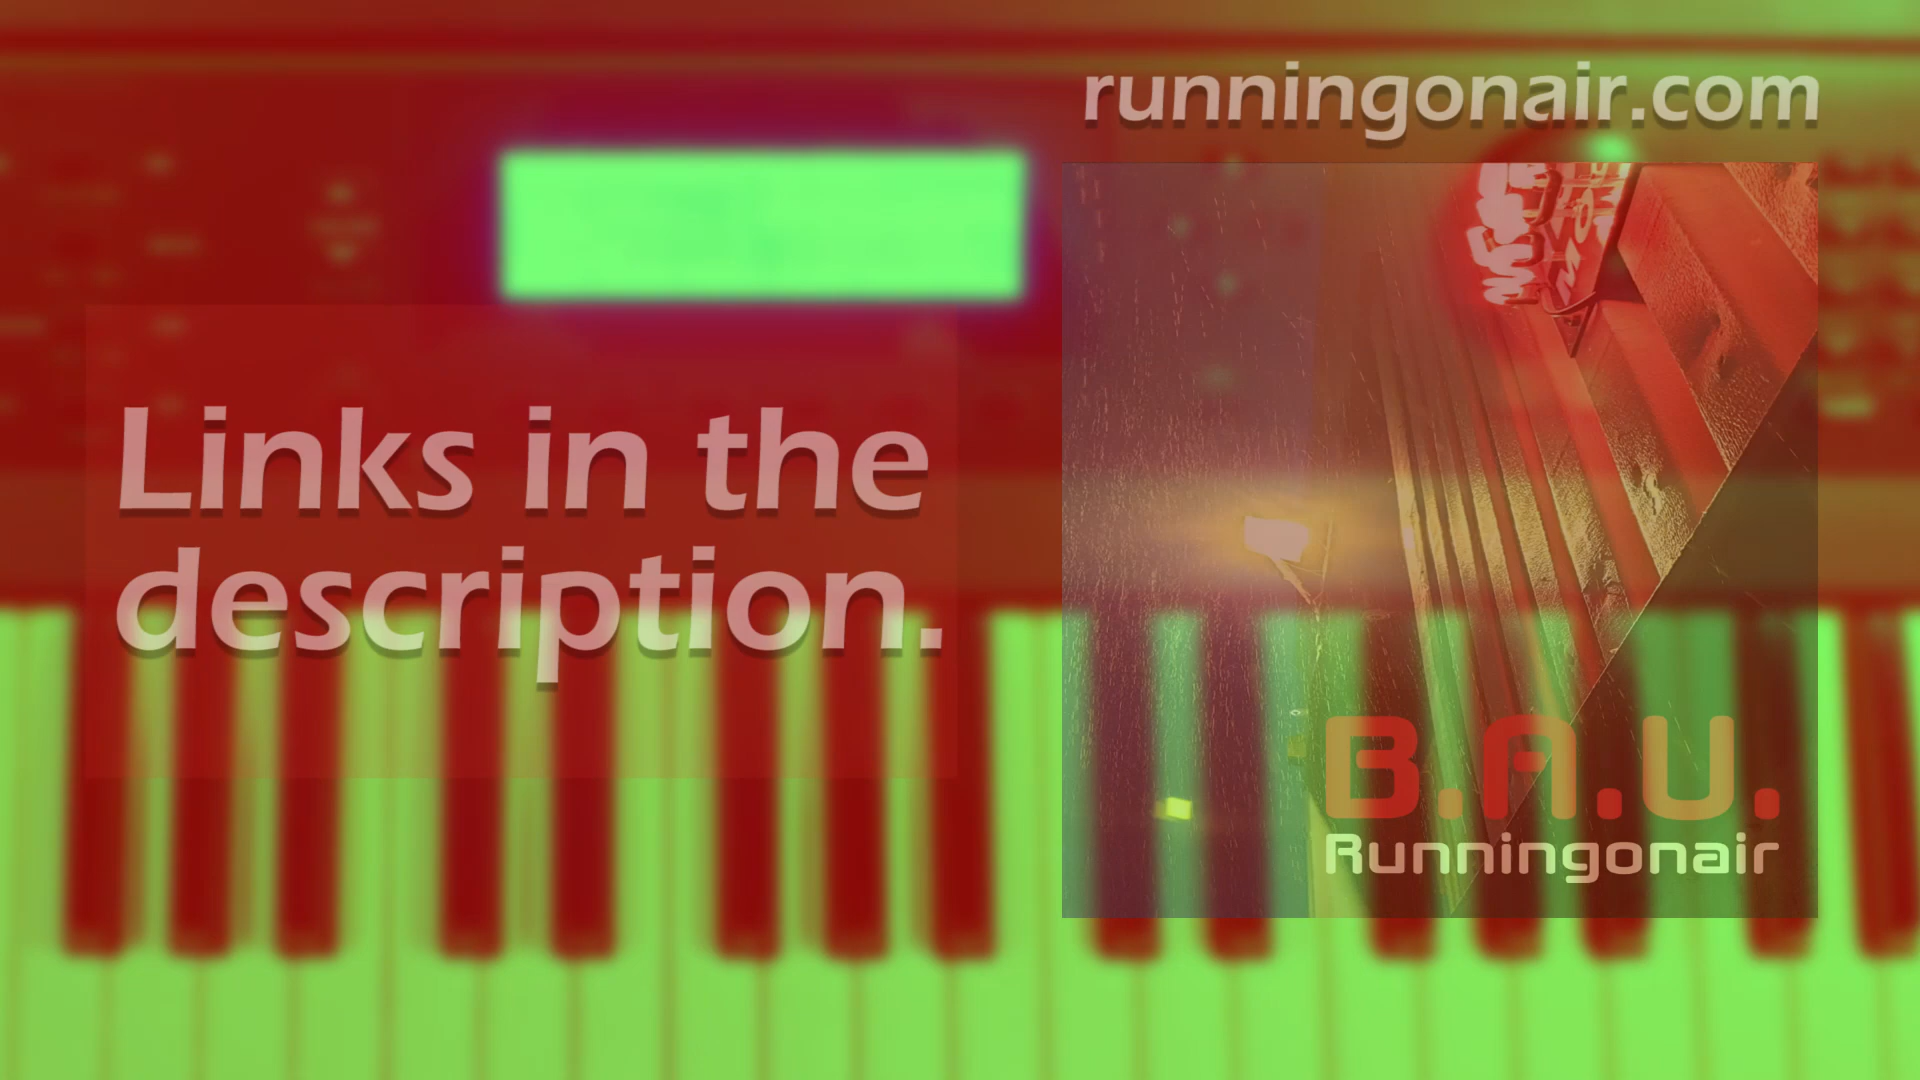 runningonair.com
Links in the
description.
B.A.U.
Runningonair